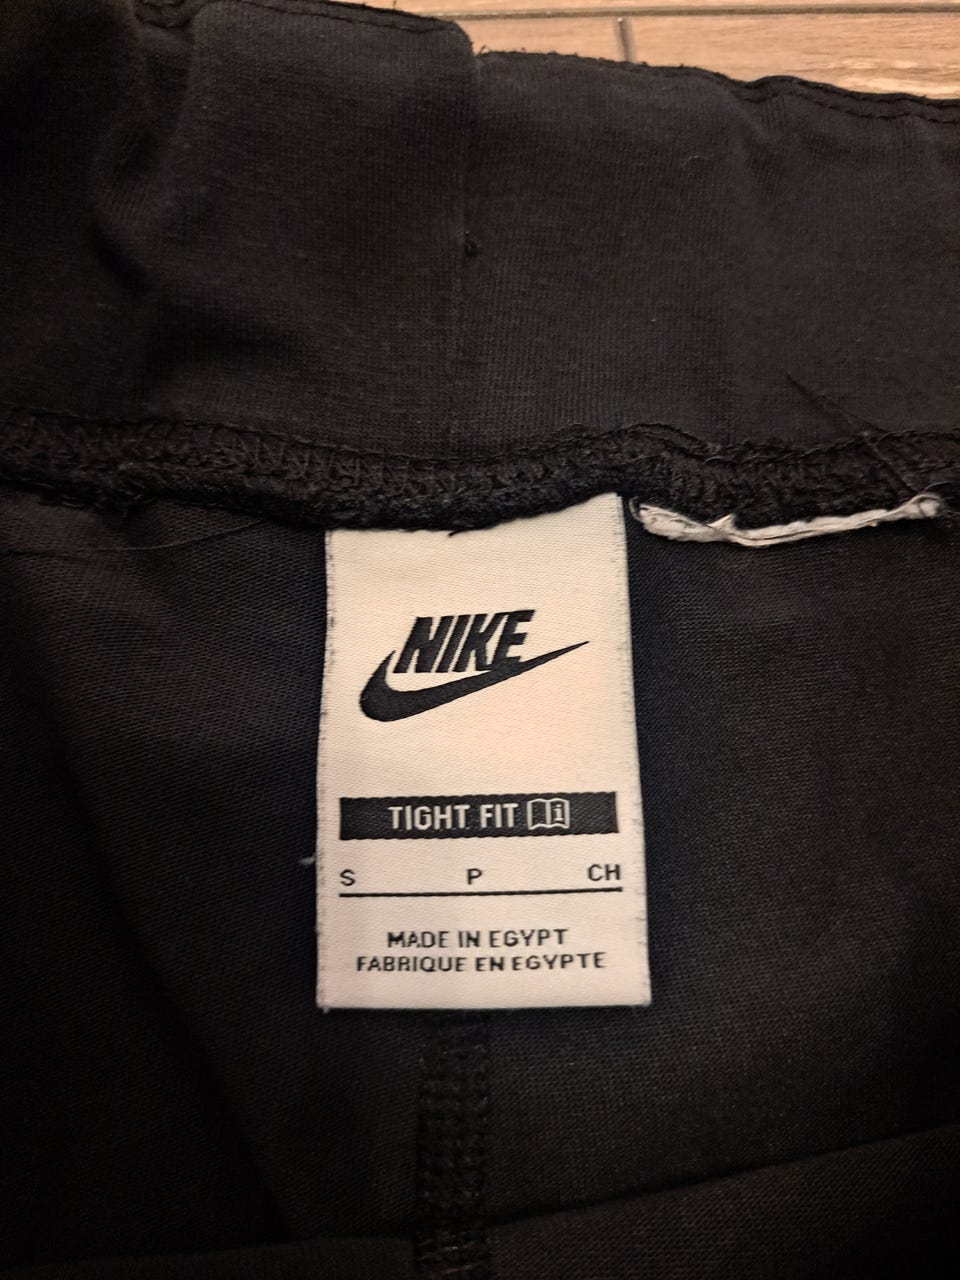 NIKE
TIGHT FIT
S P CH
MADE IN EGYPT
FABRIQUE EN EGYPTE